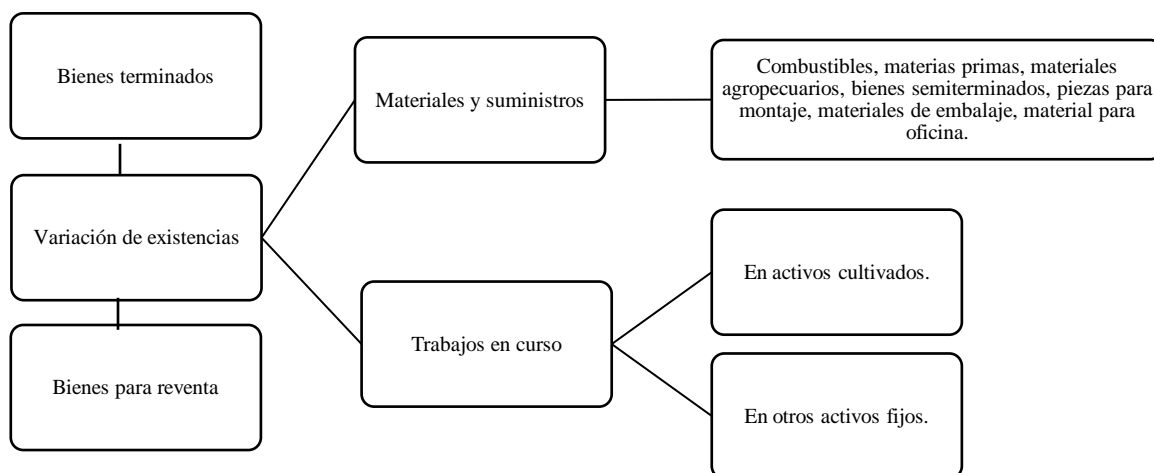 Bienes terminados
Variación de existencias
Bienes para reventa
Materiales y suministros
Trabajos en curso
Combustibles, materias primas, materiales
agropecuarios, bienes semiterminados, piezas para
montaje, materiales de embalaje, material para
oficina.
En activos cultivados.
En otros activos fijos.